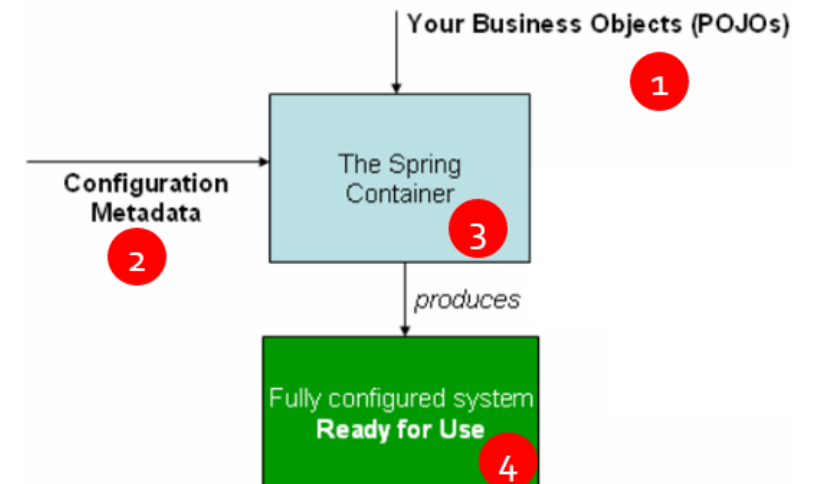 Your Business Objects (POJOs)
1
The Spring
Container
3
Configuration
Metadata
2
produces
Fully configured system
Ready for Use
4